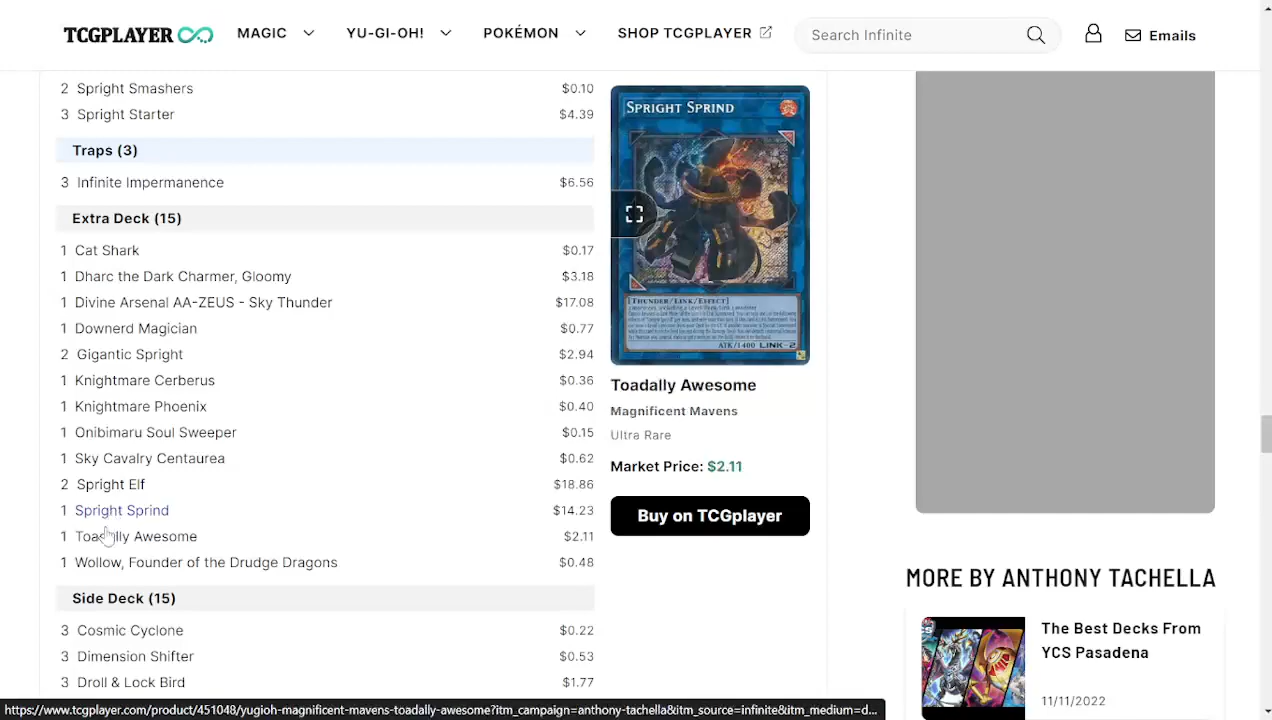 TCGPLAYER MAGIC YU-GI-OH! POKÉMON SHOP TCGPLAYER Search Infinite Emails
2 Spright Smashers $0.10
3 Spright Starter $4.39
Traps (3)
3 Infinite Impermanence $6.56
Extra Deck (15)
1 Cat Shark $0.17
1 Dharc the Dark Charmer, Gloomy $3.18
1 Divine Arsenal AA-ZEUS - Sky Thunder $17.08
1 Downerd Magician $0.77
2 Gigantic Spright $2.94
1 Knightmare Cerberus $0.36
1 Knightmare Phoenix $0.40
1 Onibimaru Soul Sweeper $0.15
1 Sky Cavalry Centaurea $0.62
2 Spright Elf $18.86
1 Spright Sprind $14.23
1 Toadally Awesome $2.11
1 Wollow, Founder of the Drudge Dragons $0.48
Side Deck (15)
3 Cosmic Cyclone $0.22
3 Dimension Shifter $0.53
3 Droll & Lock Bird $1.77
SPRIGHT SPRIND
[THUNDER/LINK/EFFECT]
ATK/1400 LINK-2
Toadally Awesome
Magnificent Mavens
Ultra Rare
Market Price: $2.11
Buy on TCGplayer
MORE BY ANTHONY TACHELLA
The Best Decks From
YCS Pasadena
11/11/2022
https://www.tcgplayer.com/product/451048/yugioh-magnificent-mavens-toadally-awesome?itm_campaign=anthony-tachella&itm_source=infinite&itm_medium=d...